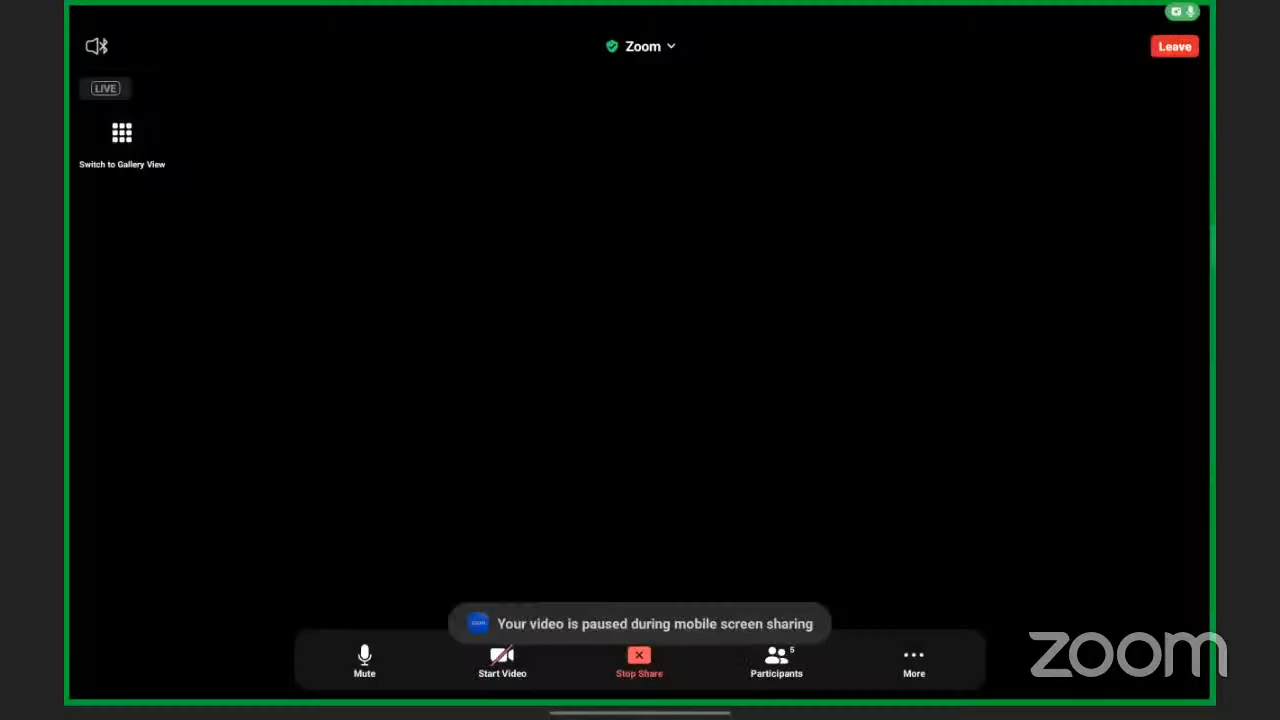 Zoom
Leave
LIVE
Switch to Gallery View
zoom Your video is paused during mobile screen sharing
Mute
Start Video
Stop Share
5
Participants
More
zoom